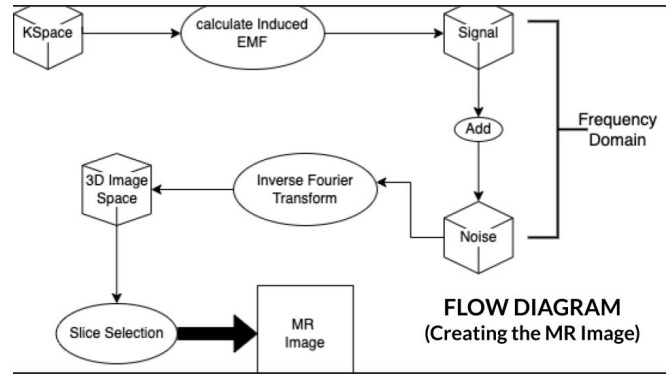 KSpace
calculate Induced
EMF
Signal
Add
Frequency
Domain
3D Image
Space
Inverse Fourier
Transform
Noise
Slice Selection
MR
Image
FLOW DIAGRAM
(Creating the MR Image)